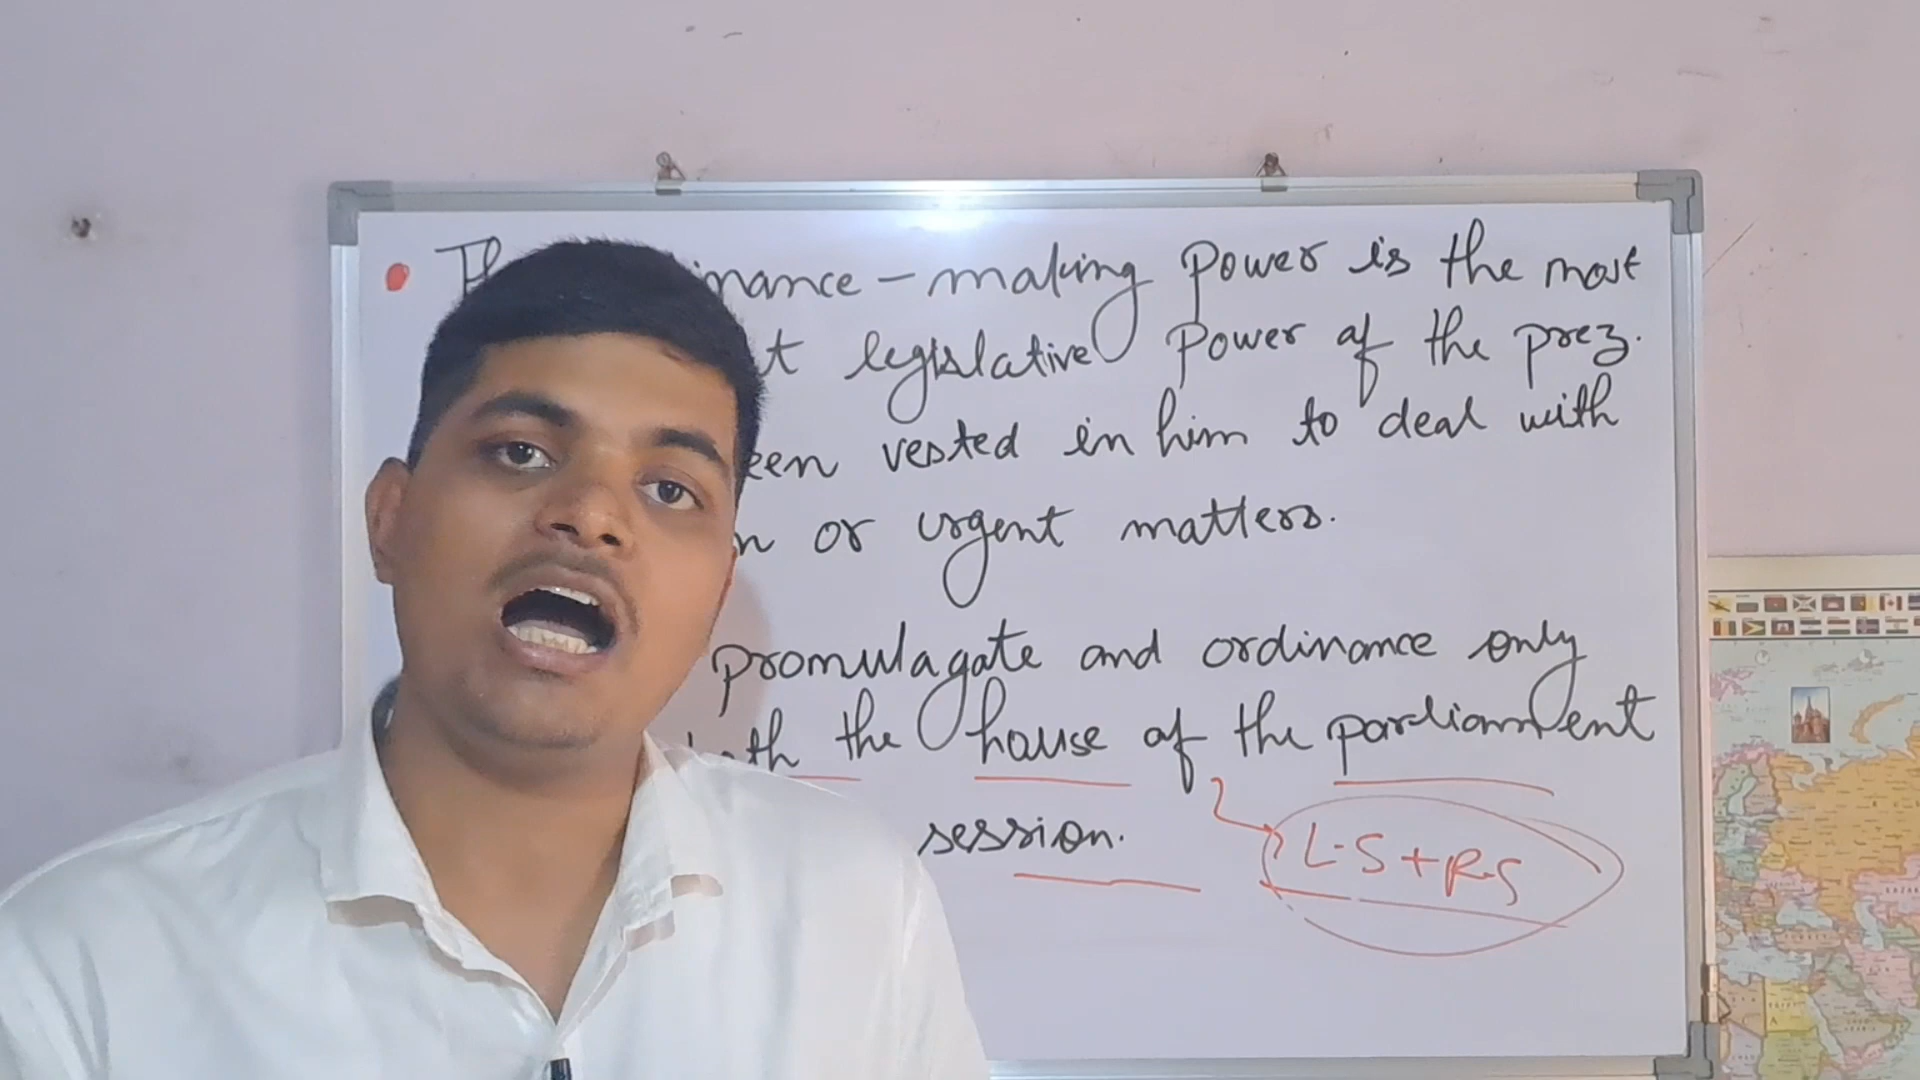 nance - making power is the most
legislative power of the prez.
een vested in him to deal with
or urgent matters.
promulagate and ordinance only
the house of the parliament
session.
L.S + R.S